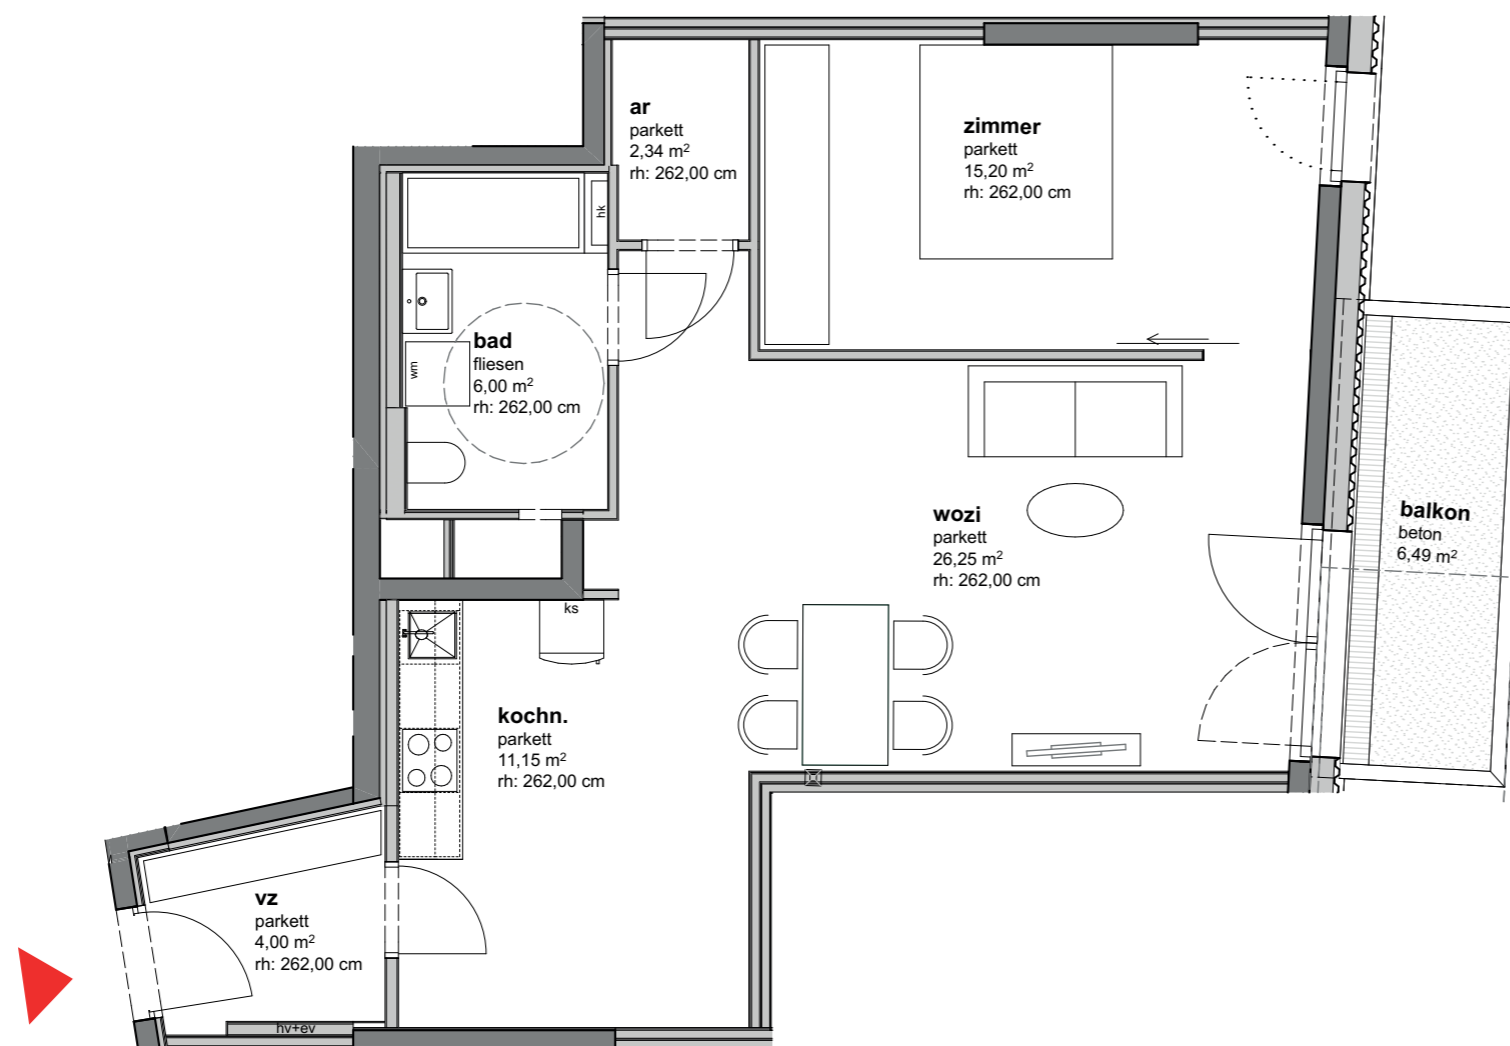 ar
parkett
2,34 m²
rh: 262,00 cm
zimmer
parkett
15,20 m²
rh: 262,00 cm
hk
bad
fliesen
6,00 m²
rh: 262,00 cm
wm
wozi
parkett
26,25 m²
rh: 262,00 cm
balkon
beton
6,49 m²
ks
kochn.
parkett
11,15 m²
rh: 262,00 cm
vz
parkett
4,00 m²
rh: 262,00 cm
hv+ev